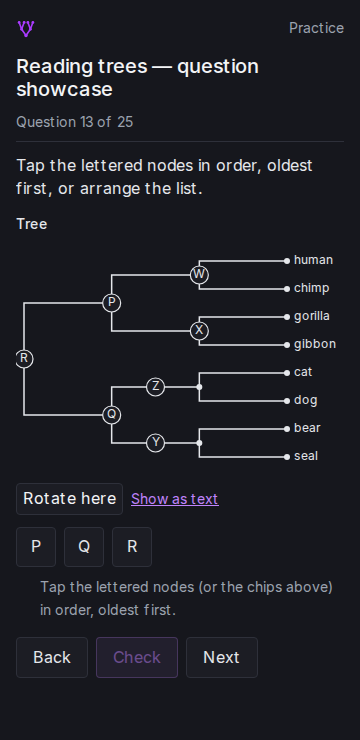 Practice
Reading trees — question
showcase
Question 13 of 25
Tap the lettered nodes in order, oldest
first, or arrange the list.
Tree
human
W
chimp
P
gorilla
X
gibbon
R
cat
Z
dog
Q
bear
Y
seal
Rotate here Show as text
P Q R
Tap the lettered nodes (or the chips above)
in order, oldest first.
Back Check Next